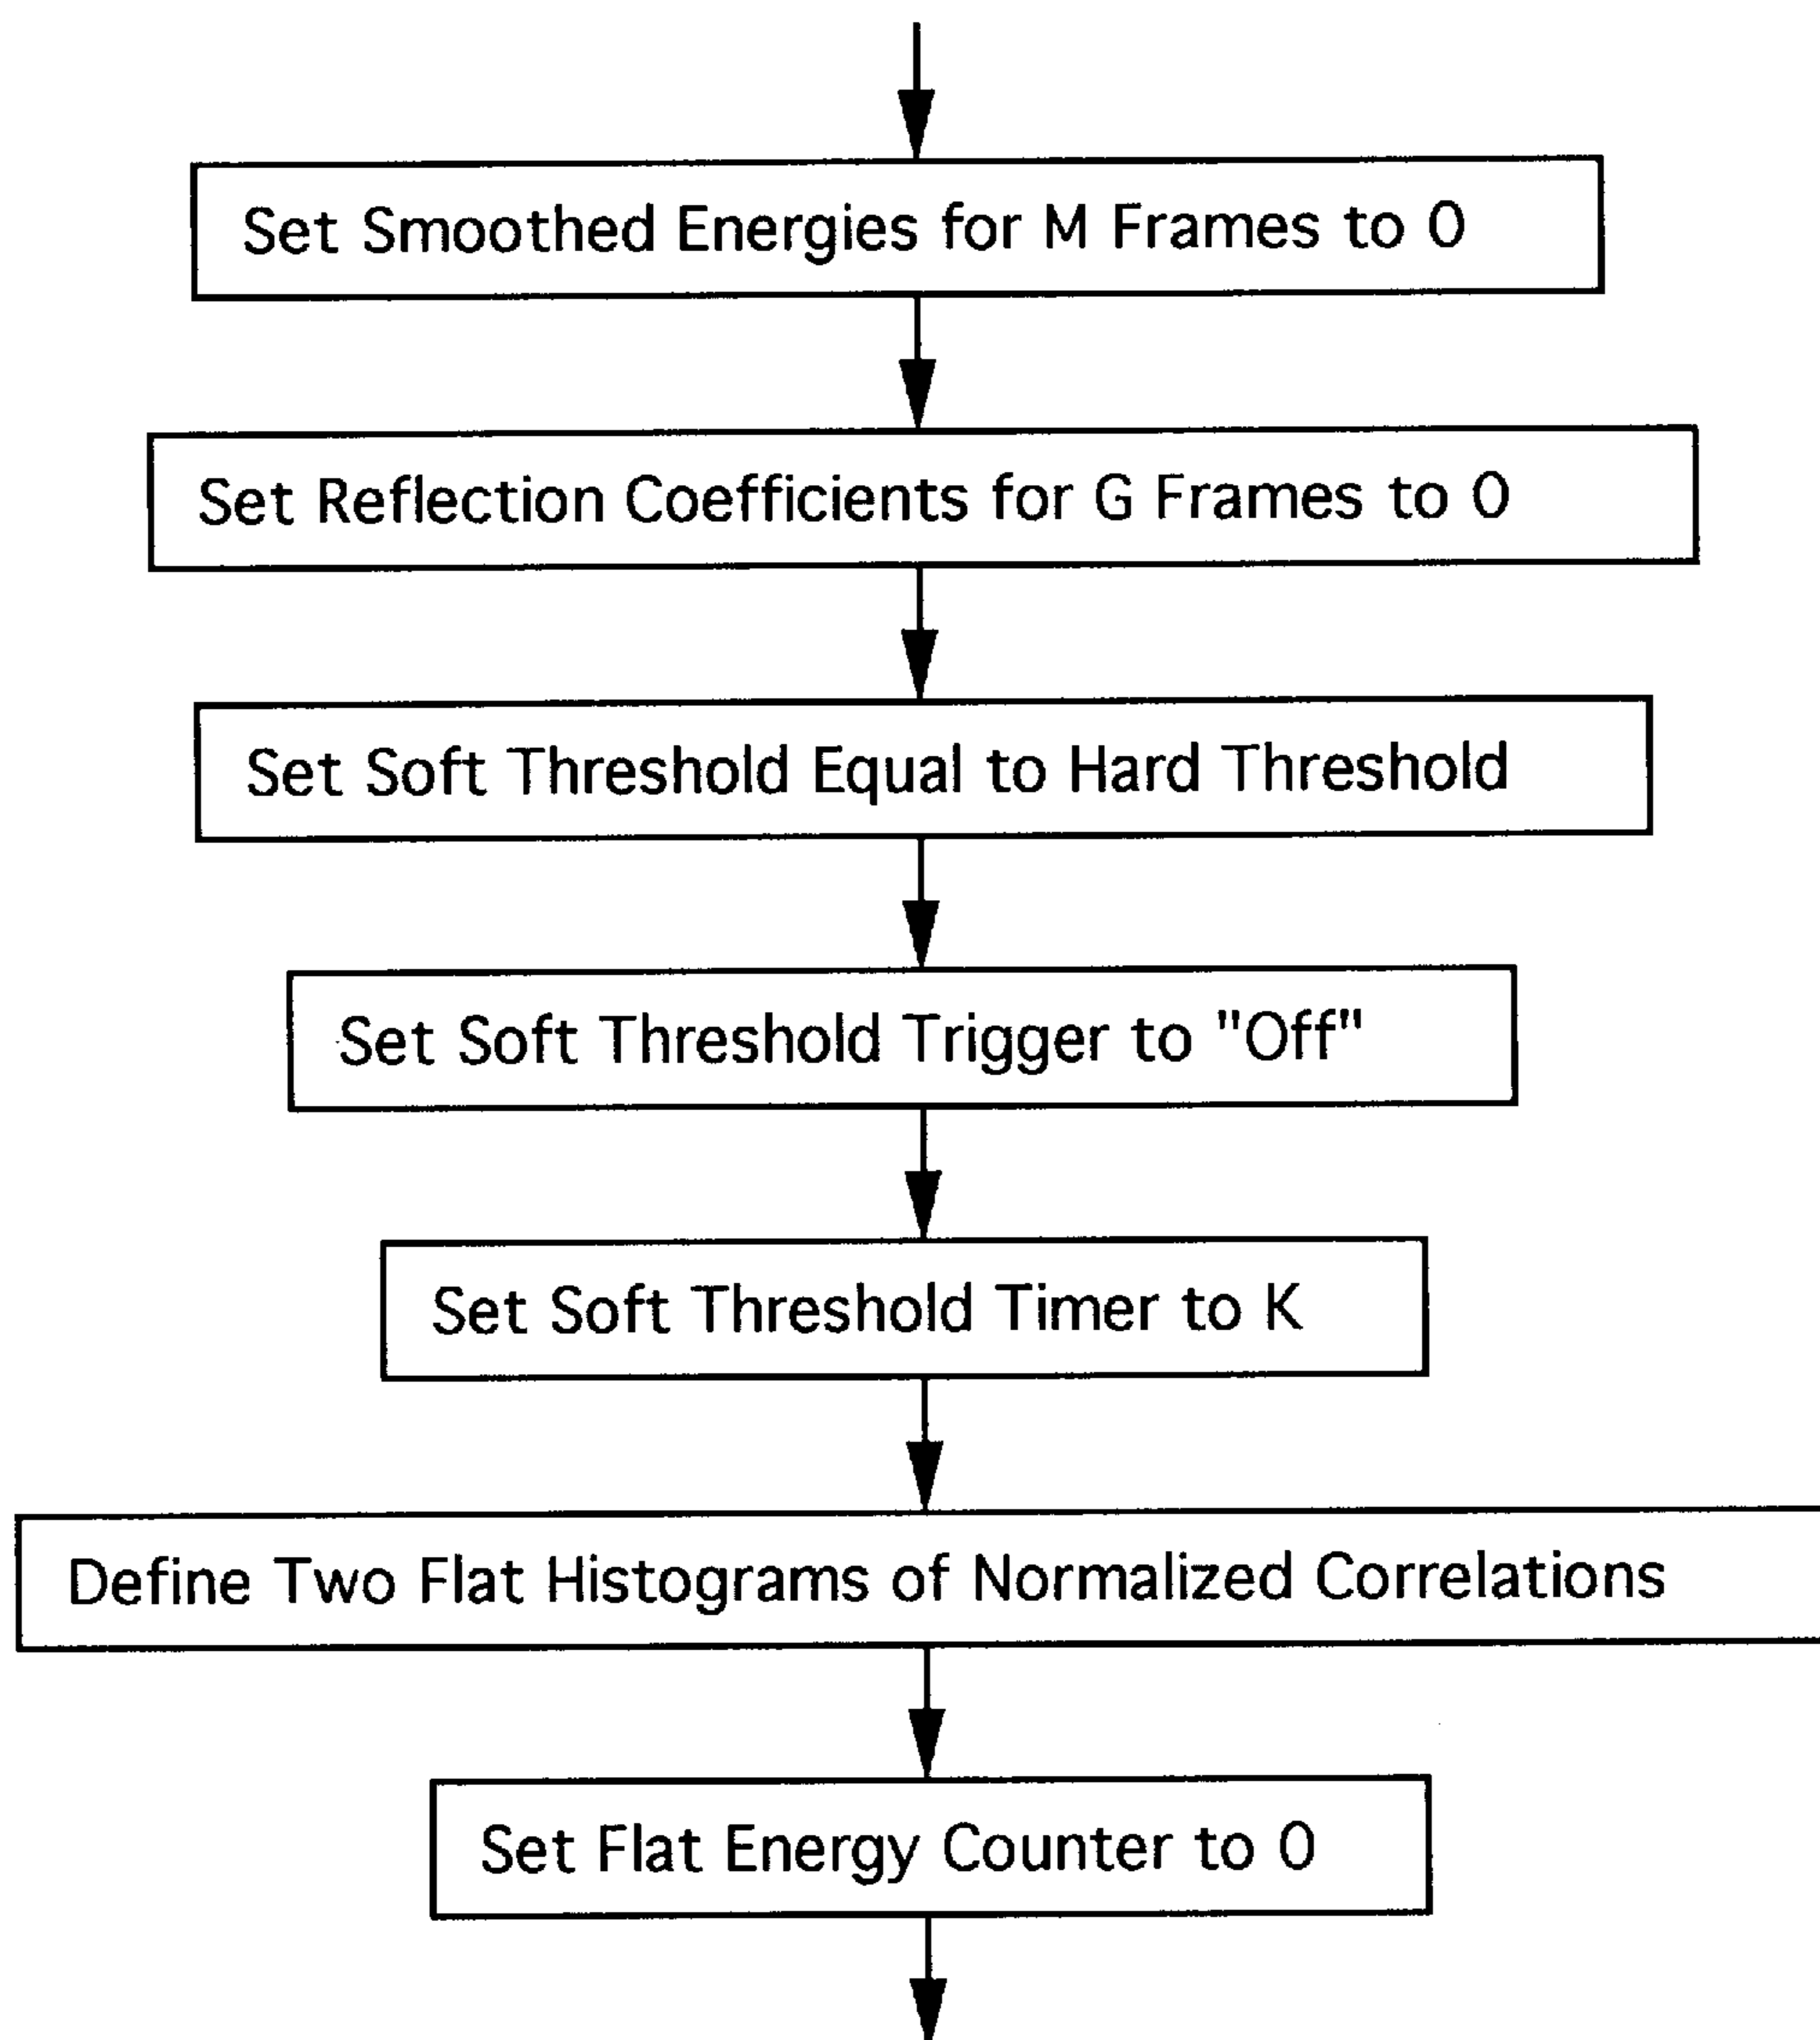 Set Smoothed Energies for M Frames to 0
Set Reflection Coefficients for G Frames to 0
Set Soft Threshold Equal to Hard Threshold
Set Soft Threshold Trigger to "Off"
Set Soft Threshold Timer to K
Define Two Flat Histograms of Normalized Correlations
Set Flat Energy Counter to 0